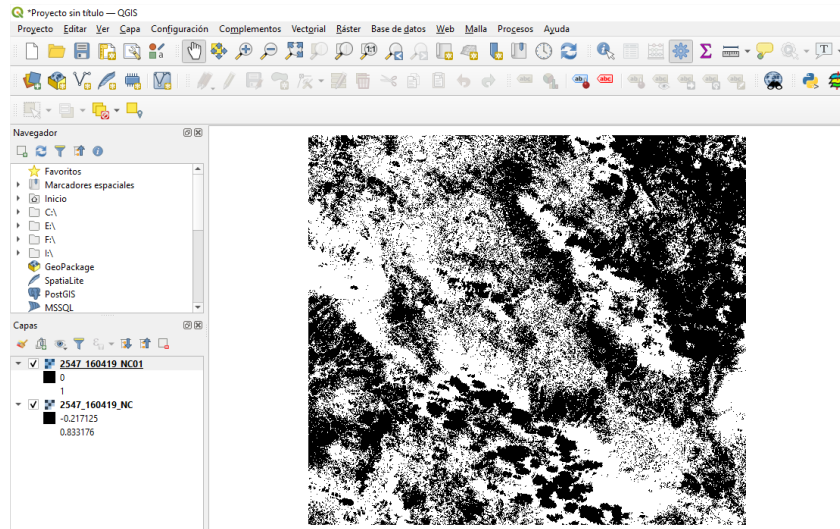 *Proyecto sin título — QGIS
Proyecto Editar Ver Capa Configuración Complementos Vectorial Ráster Base de datos Web Malla Procesos Ayuda
Navegador
Favoritos
Marcadores espaciales
Inicio
C:\
E:\
F:\
I:\
GeoPackage
SpatiaLite
PostGIS
MSSQL
Capas
2547_160419_NC01
0
1
2547_160419_NC
-0.217125
0.833176